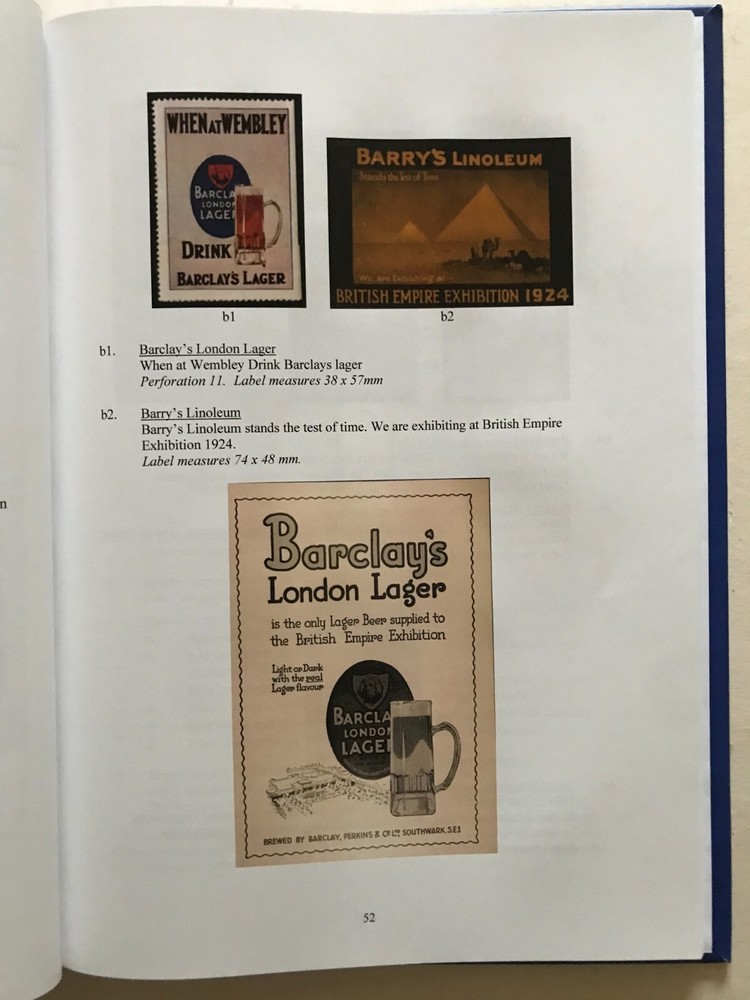 WHEN AT WEMBLEY
BARCLA
LONDON
LAGE
DRINK
BARCLAY'S LAGER
b1
BARRY'S LINOLEUM
Stands the Test of Time
We are Exhibiting at
BRITISH EMPIRE EXHIBITION 1924
b2
b1. Barclay's London Lager
When at Wembley Drink Barclays lager
Perforation 11. Label measures 38 x 57mm
b2. Barry's Linoleum
Barry's Linoleum stands the test of time. We are exhibiting at British Empire
Exhibition 1924.
Label measures 74 x 48 mm.
n
Barclay's
London Lager
is the only Lager Beer supplied to
the British Empire Exhibition
Light or Dark
with the real
Lager flavour
BARCLA
LONDON
LAGE
BREWED BY BARCLAY, PERKINS & CO LTD SOUTHWARK, S.E.1
52